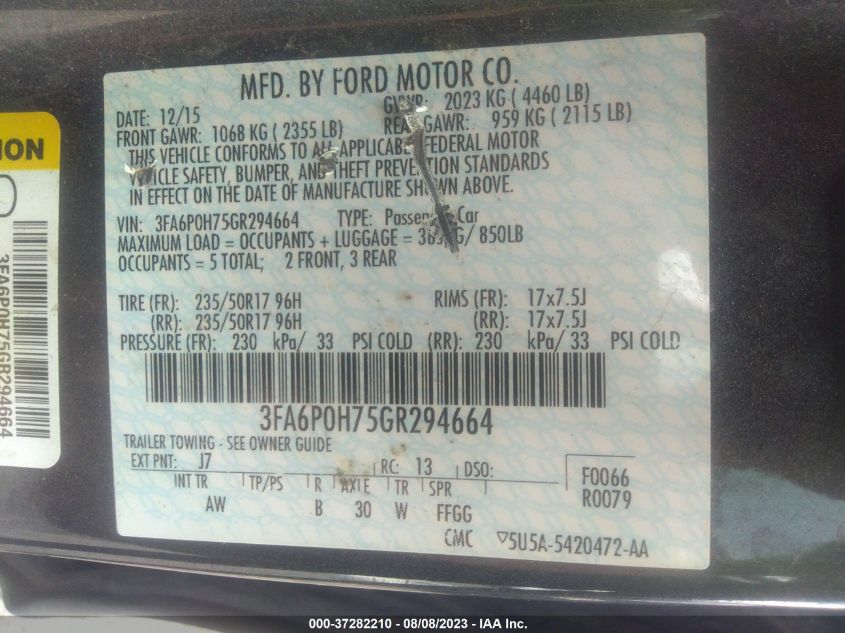 MFD. BY FORD MOTOR CO.
DATE: 12/15 GVWR: 2023 KG ( 4460 LB)
FRONT GAWR: 1068 KG ( 2355 LB) REAR GAWR: 959 KG ( 2115 LB)
THIS VEHICLE CONFORMS TO ALL APPLICABLE FEDERAL MOTOR
VEHICLE SAFETY, BUMPER, AND THEFT PREVENTION STANDARDS
IN EFFECT ON THE DATE OF MANUFACTURE SHOWN ABOVE.
VIN: 3FA6P0H75GR294664 TYPE: Passenger Car
MAXIMUM LOAD = OCCUPANTS + LUGGAGE = / 850LB
OCCUPANTS = 5 TOTAL; 2 FRONT, 3 REAR
TIRE (FR): 235/50R17 96H RIMS (FR): 17x7.5J
(RR): 235/50R17 96H (RR): 17x7.5J
PRESSURE (FR): 230 kPa/ 33 PSI COLD (RR): 230 kPa/ 33 PSI COLD
3FA6P0H75GR294664
TRAILER TOWING - SEE OWNER GUIDE
EXT PNT: J7 RC: 13 DSO:
INT TR TP/PS R AXLE TR SPR
AW B 30 W FFGG
F0066
R0079
CMC ▽5U5A-5420472-AA
ION
3FA6P0H75GR294664
000-37282210 - 08/08/2023 - IAA Inc.